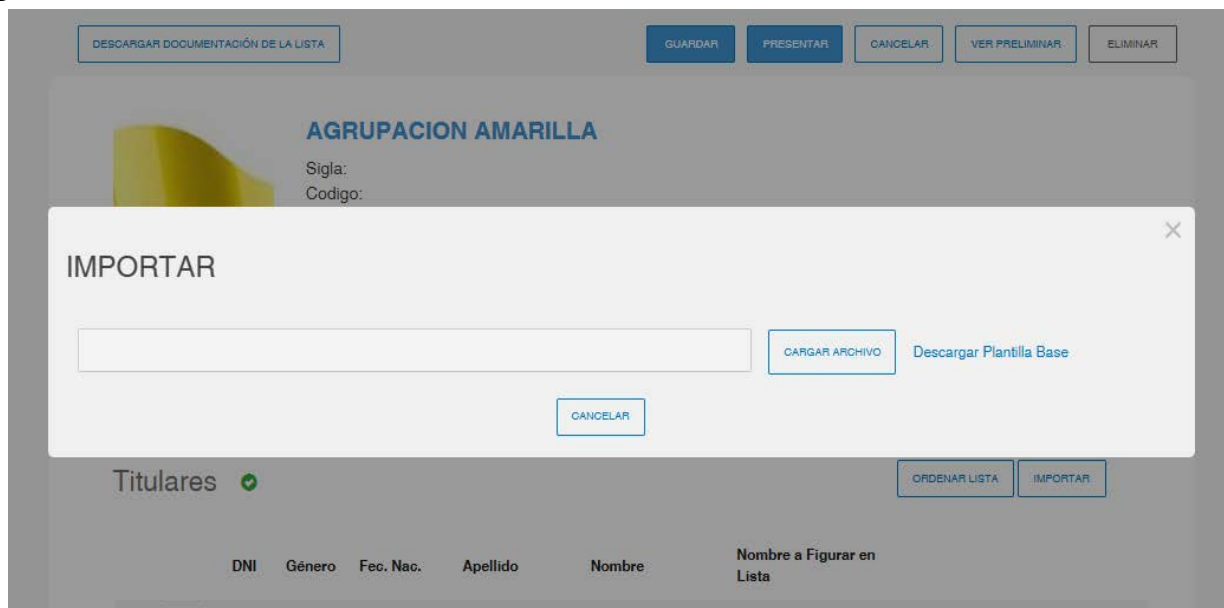 DESCARGAR DOCUMENTACIÓN DE LA LISTA
GUARDAR
PRESENTAR
CANCELAR
VER PRELIMINAR
ELIMINAR
AGRUPACION AMARILLA
Sigla:
Codigo:
IMPORTAR
CARGAR ARCHIVO
Descargar Plantilla Base
CANCELAR
Titulares
ORDENAR LISTA
IMPORTAR
DNI
Género
Fec. Nac.
Apellido
Nombre
Nombre a Figurar en
Lista